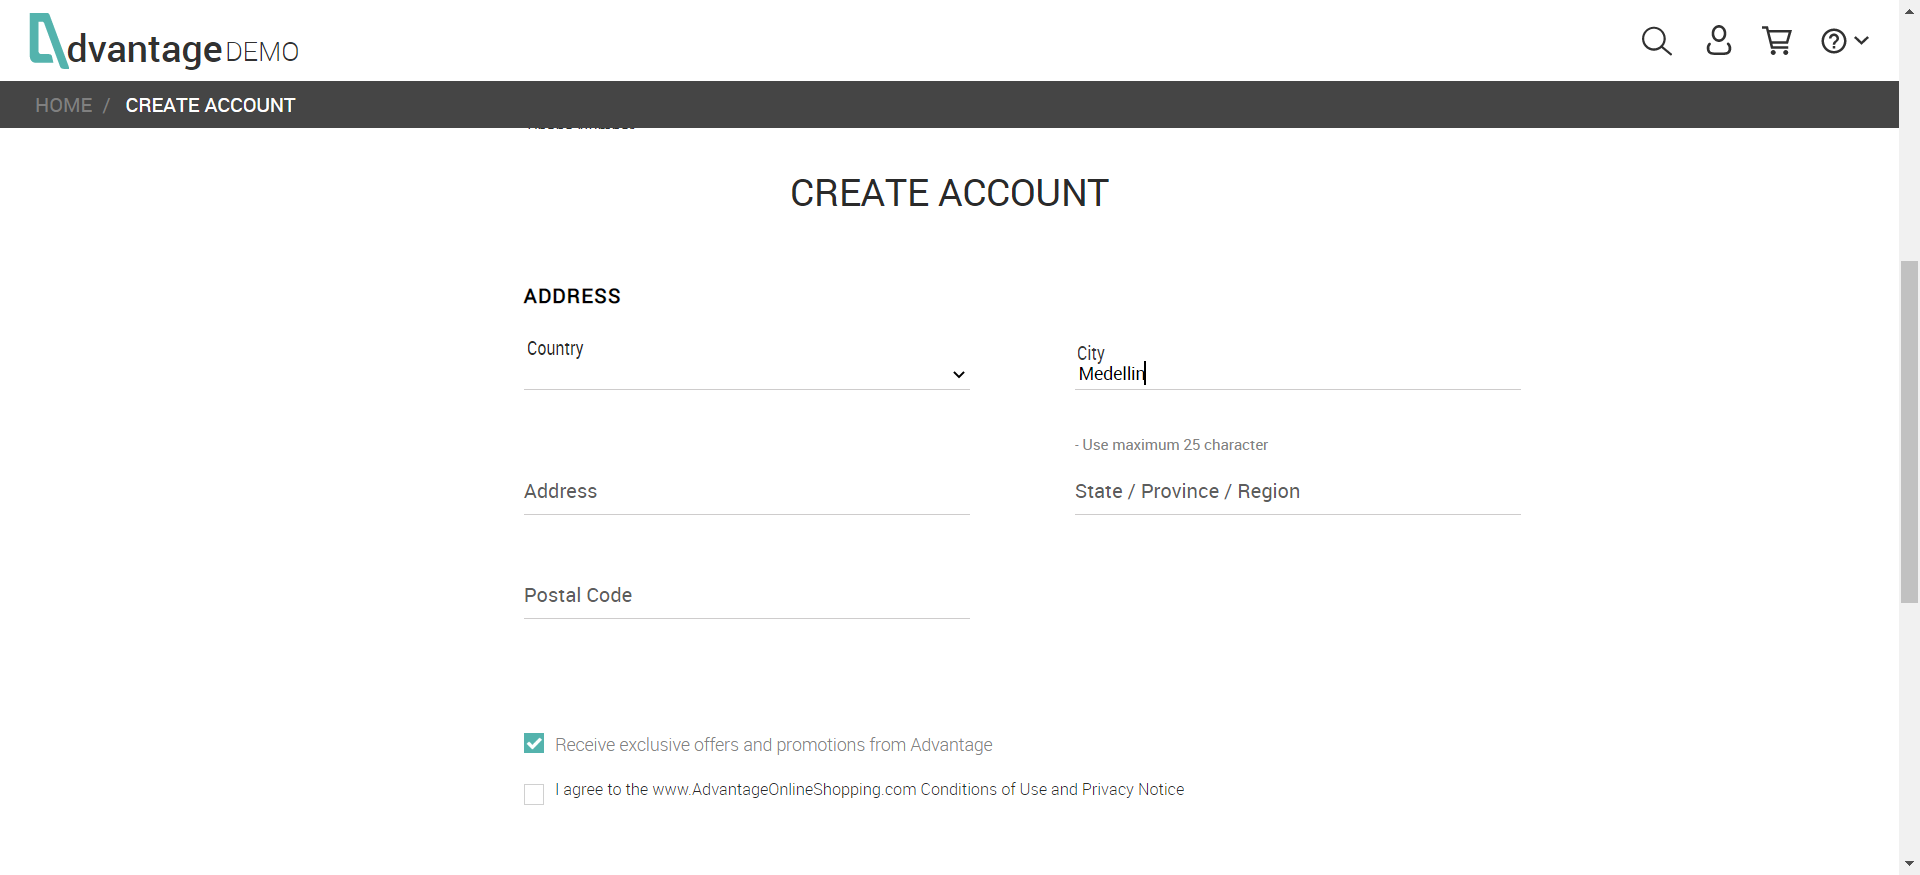 dvantage DEMO
HOME / CREATE ACCOUNT
CREATE ACCOUNT
ADDRESS
Country
City
Medellin
- Use maximum 25 character
Address
State / Province / Region
Postal Code
Receive exclusive offers and promotions from Advantage
I agree to the www.AdvantageOnlineShopping.com Conditions of Use and Privacy Notice